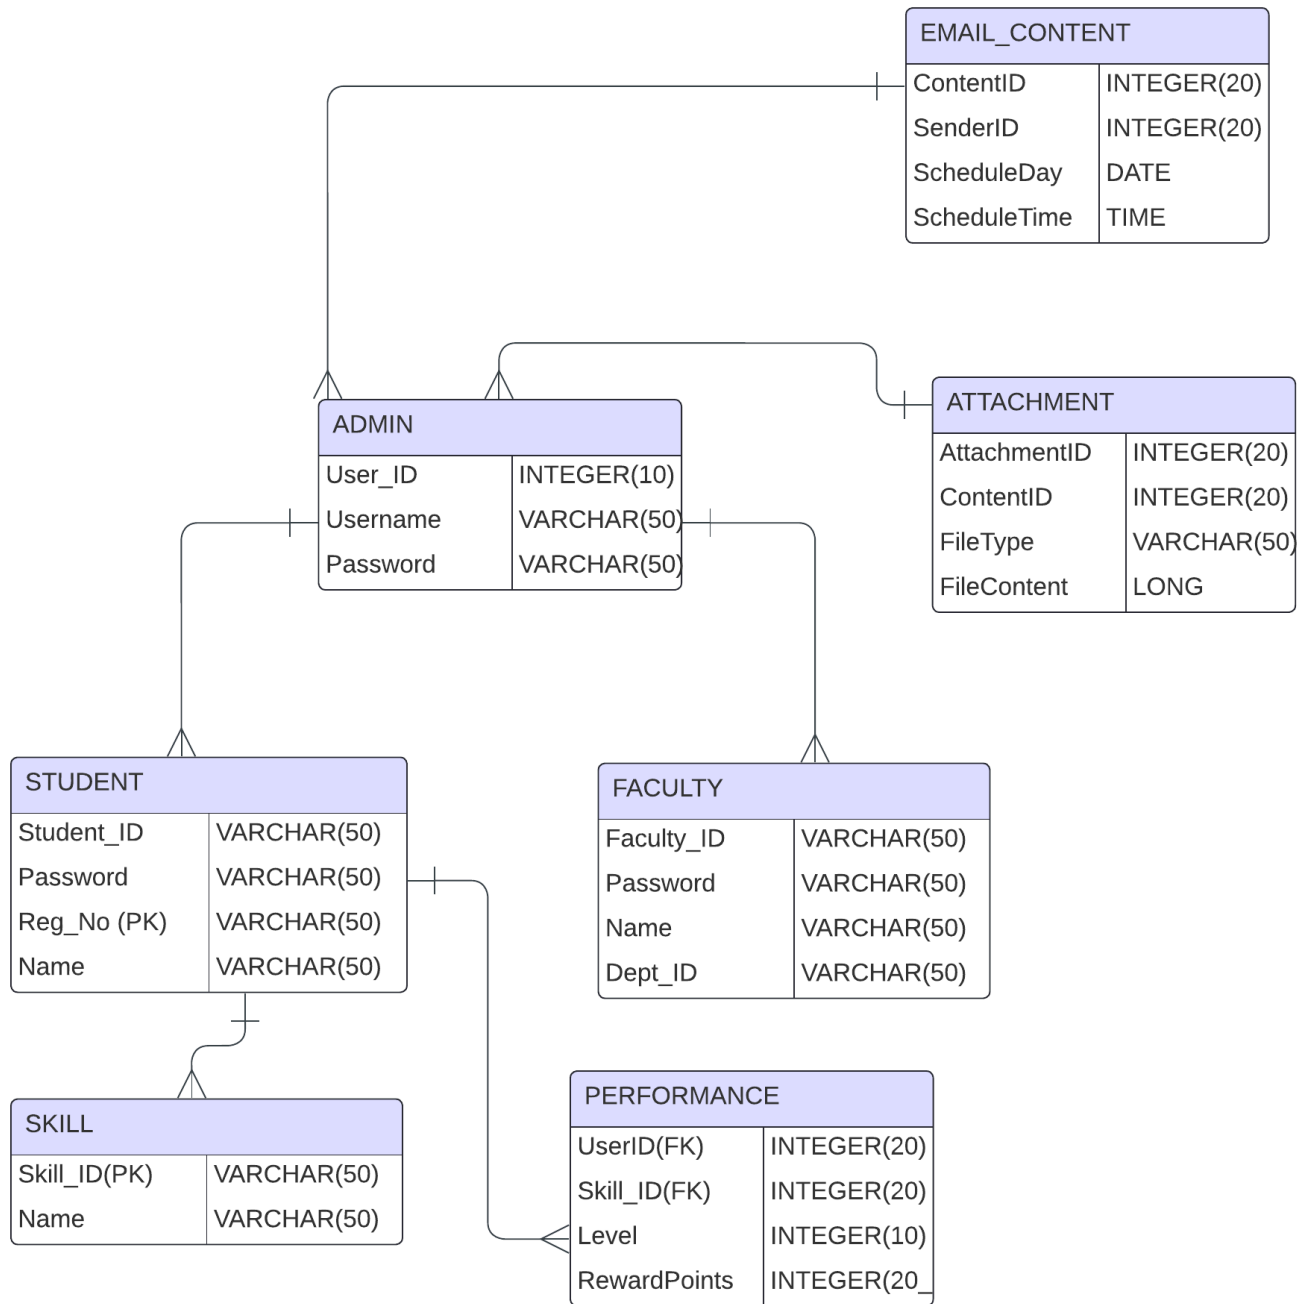 EMAIL_CONTENT
ContentID INTEGER(20)
SenderID INTEGER(20)
ScheduleDay DATE
ScheduleTime TIME
ATTACHMENT
AttachmentID INTEGER(20)
ContentID INTEGER(20)
FileType VARCHAR(50)
FileContent LONG
ADMIN
User_ID INTEGER(10)
Username VARCHAR(50)
Password VARCHAR(50)
STUDENT
Student_ID VARCHAR(50)
Password VARCHAR(50)
Reg_No (PK) VARCHAR(50)
Name VARCHAR(50)
FACULTY
Faculty_ID VARCHAR(50)
Password VARCHAR(50)
Name VARCHAR(50)
Dept_ID VARCHAR(50)
SKILL
Skill_ID(PK) VARCHAR(50)
Name VARCHAR(50)
PERFORMANCE
UserID(FK) INTEGER(20)
Skill_ID(FK) INTEGER(20)
Level INTEGER(10)
RewardPoints INTEGER(20_